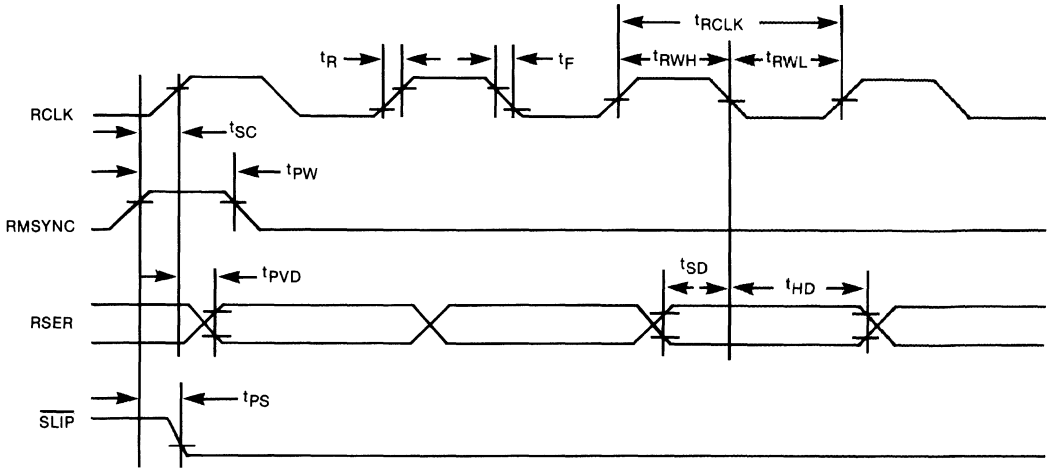 tRCLK
tR
tF
tRWH
tRWL
RCLK
tSC
tPW
RMSYNC
tPVD
tSD
tHD
RSER
tPS
SLIP